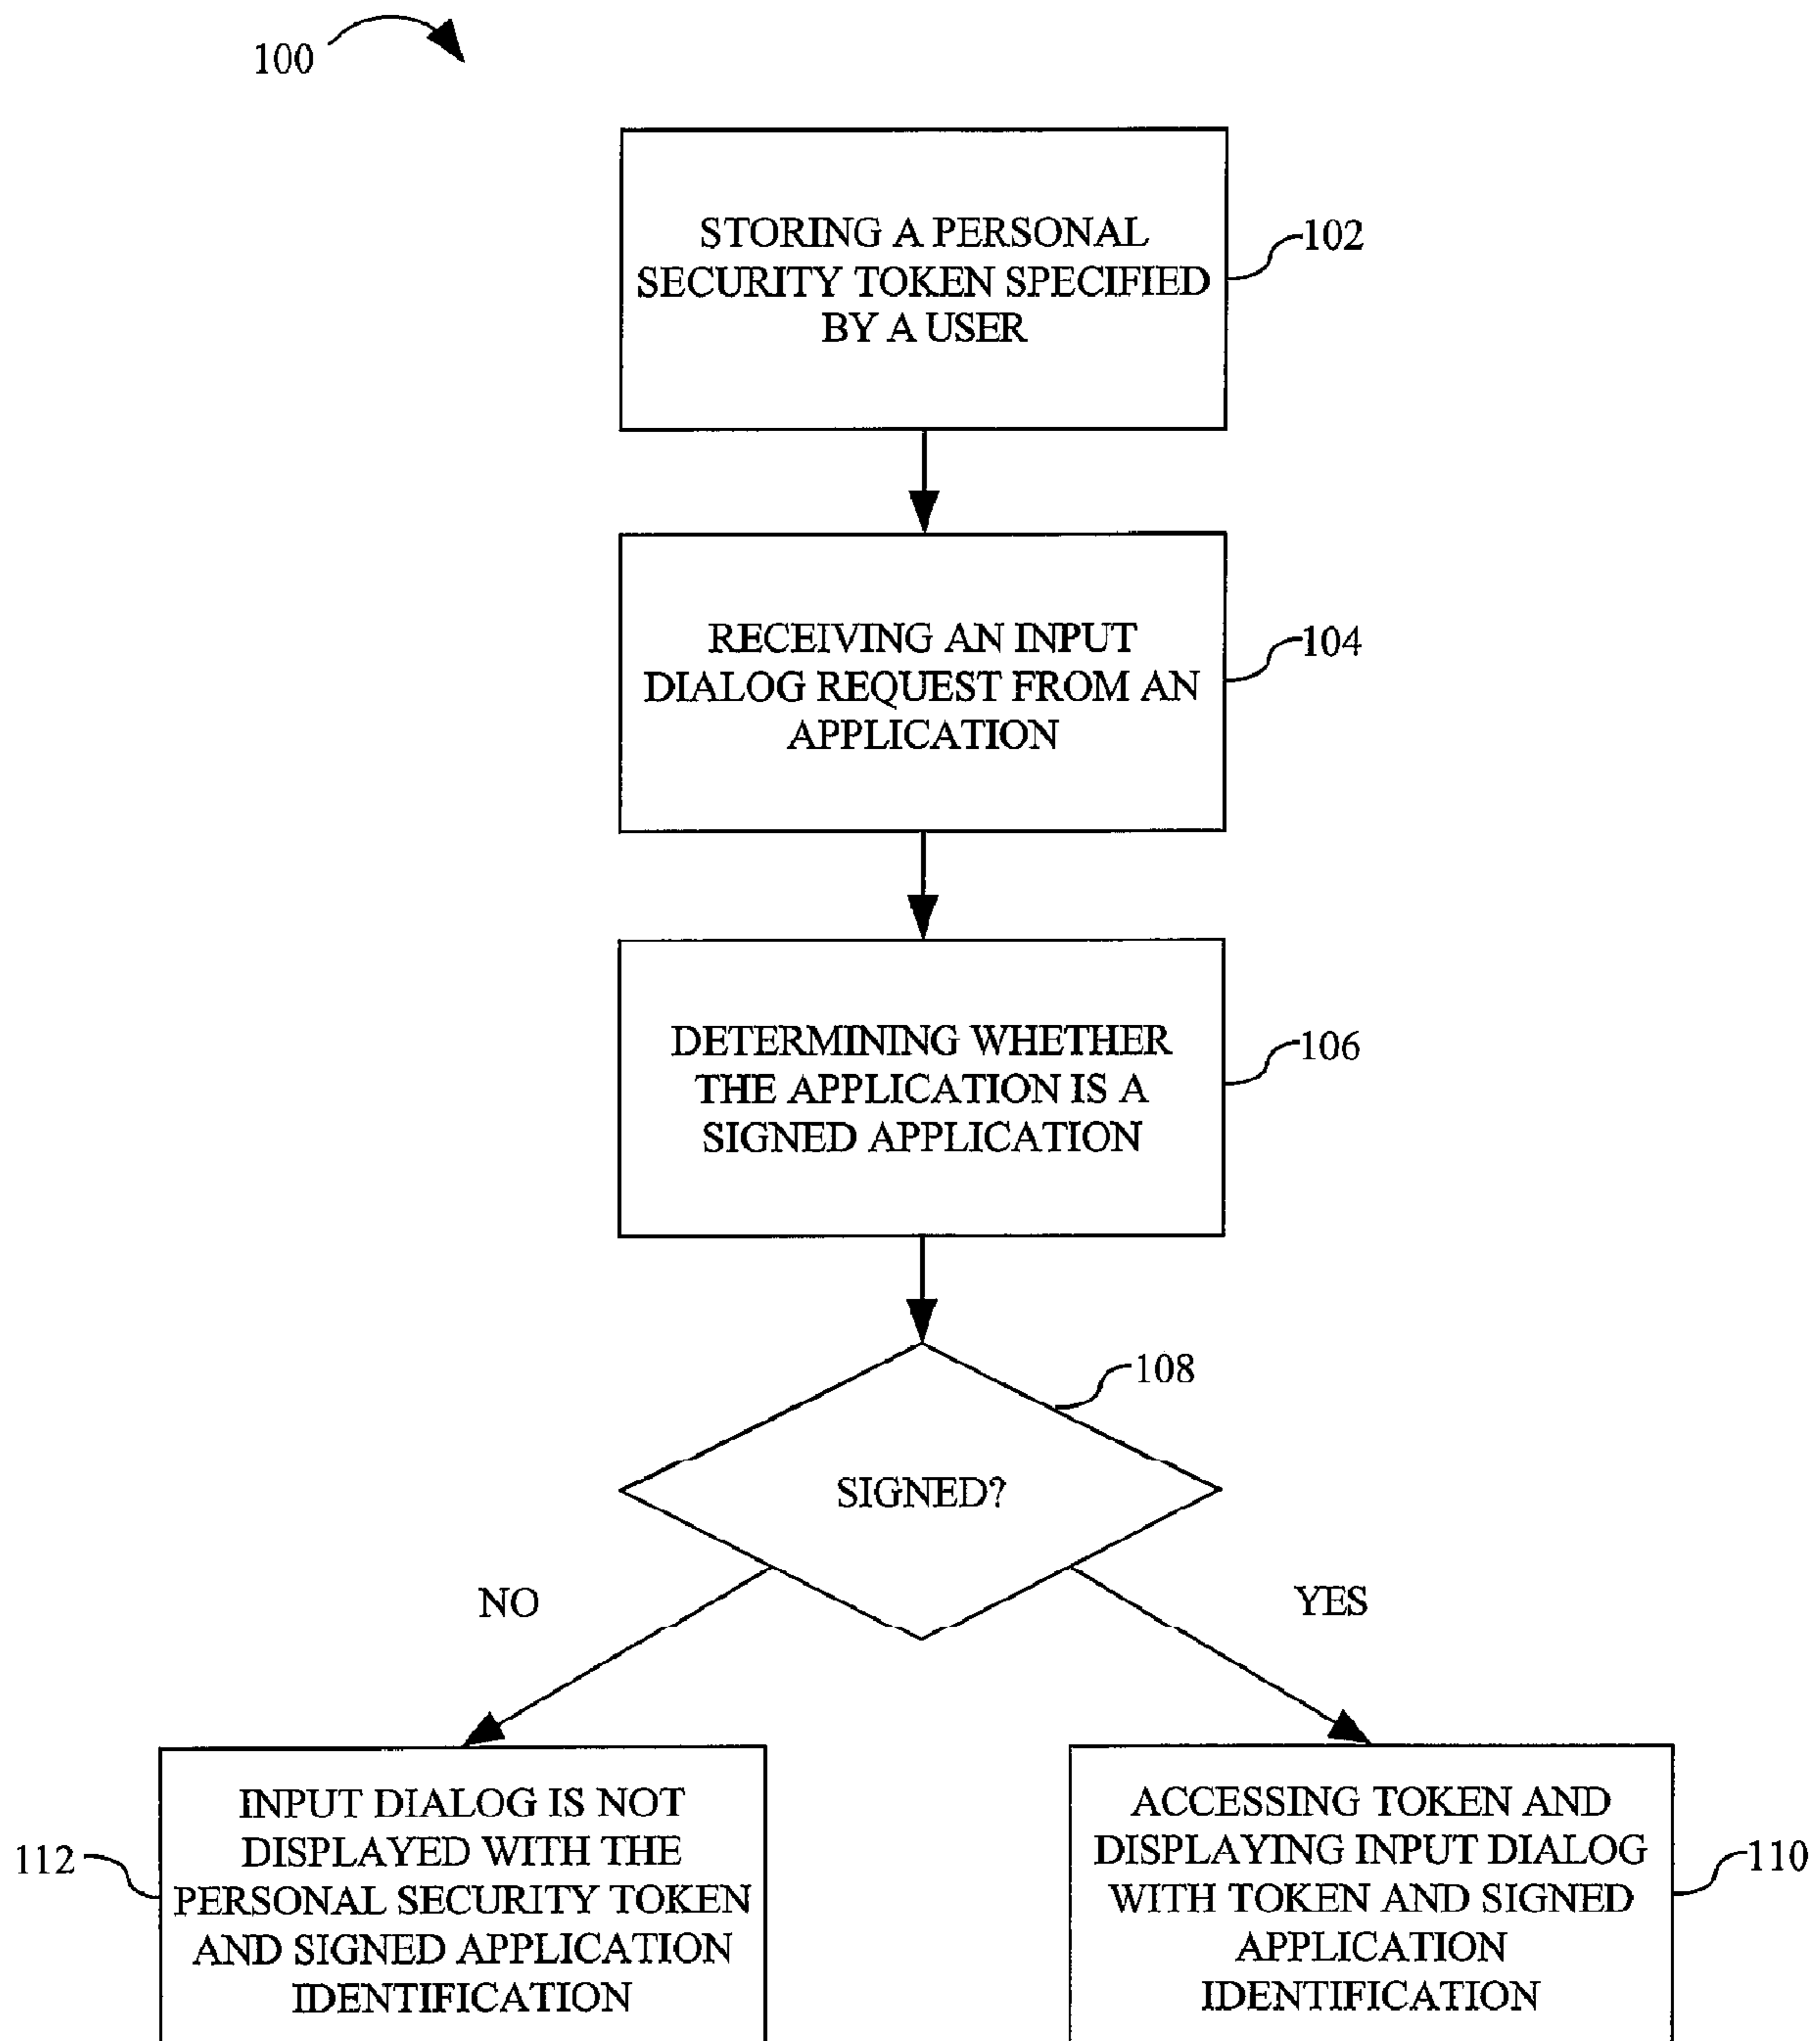 100
STORING A PERSONAL
SECURITY TOKEN SPECIFIED
BY A USER
102
RECEIVING AN INPUT
DIALOG REQUEST FROM AN
APPLICATION
104
DETERMINING WHETHER
THE APPLICATION IS A
SIGNED APPLICATION
106
108
SIGNED?
NO
YES
INPUT DIALOG IS NOT
DISPLAYED WITH THE
PERSONAL SECURITY TOKEN
AND SIGNED APPLICATION
IDENTIFICATION
112
ACCESSING TOKEN AND
DISPLAYING INPUT DIALOG
WITH TOKEN AND SIGNED
APPLICATION
IDENTIFICATION
110